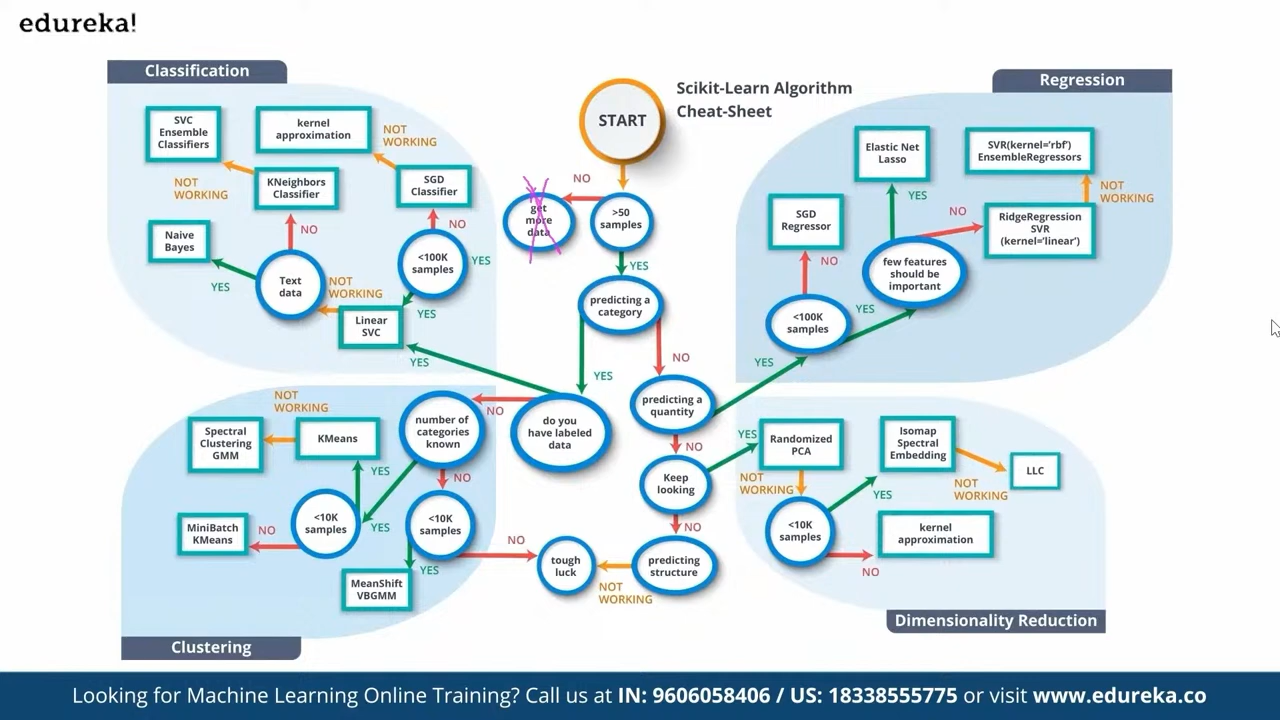 edureka!
Classification
Scikit-Learn Algorithm
Cheat-Sheet
Regression
START
SVC
Ensemble
Classifiers
kernel
approximation
NOT
WORKING
NOT
WORKING
KNeighbors
Classifier
SGD
Classifier
NO
NO
Naive
Bayes
YES
Text
data
NOT
WORKING
<100K
samples
YES
YES
Linear
SVC
YES
NO
get
more
data
>50
samples
YES
predicting a
category
YES
NO
do you
have labeled
data
NO
predicting a
quantity
NO
Keep
looking
NO
predicting
structure
NOT
WORKING
tough
luck
Elastic Net
Lasso
SVR(kernel='rbf')
EnsembleRegressors
YES
NOT
WORKING
SGD
Regressor
NO
NO
RidgeRegression
SVR
(kernel='linear')
few features
should be
important
<100K
samples
YES
YES
NOT
WORKING
Spectral
Clustering
GMM
KMeans
number of
categories
known
YES
NO
YES
<10K
samples
<10K
samples
MiniBatch
KMeans
NO
NO
YES
MeanShift
VBGMM
Clustering
YES
Randomized
PCA
Isomap
Spectral
Embedding
NOT
WORKING
LLC
NOT
WORKING
YES
<10K
samples
kernel
approximation
NO
Dimensionality Reduction
Looking for Machine Learning Online Training? Call us at IN: 9606058406 / US: 18338555775 or visit www.edureka.co